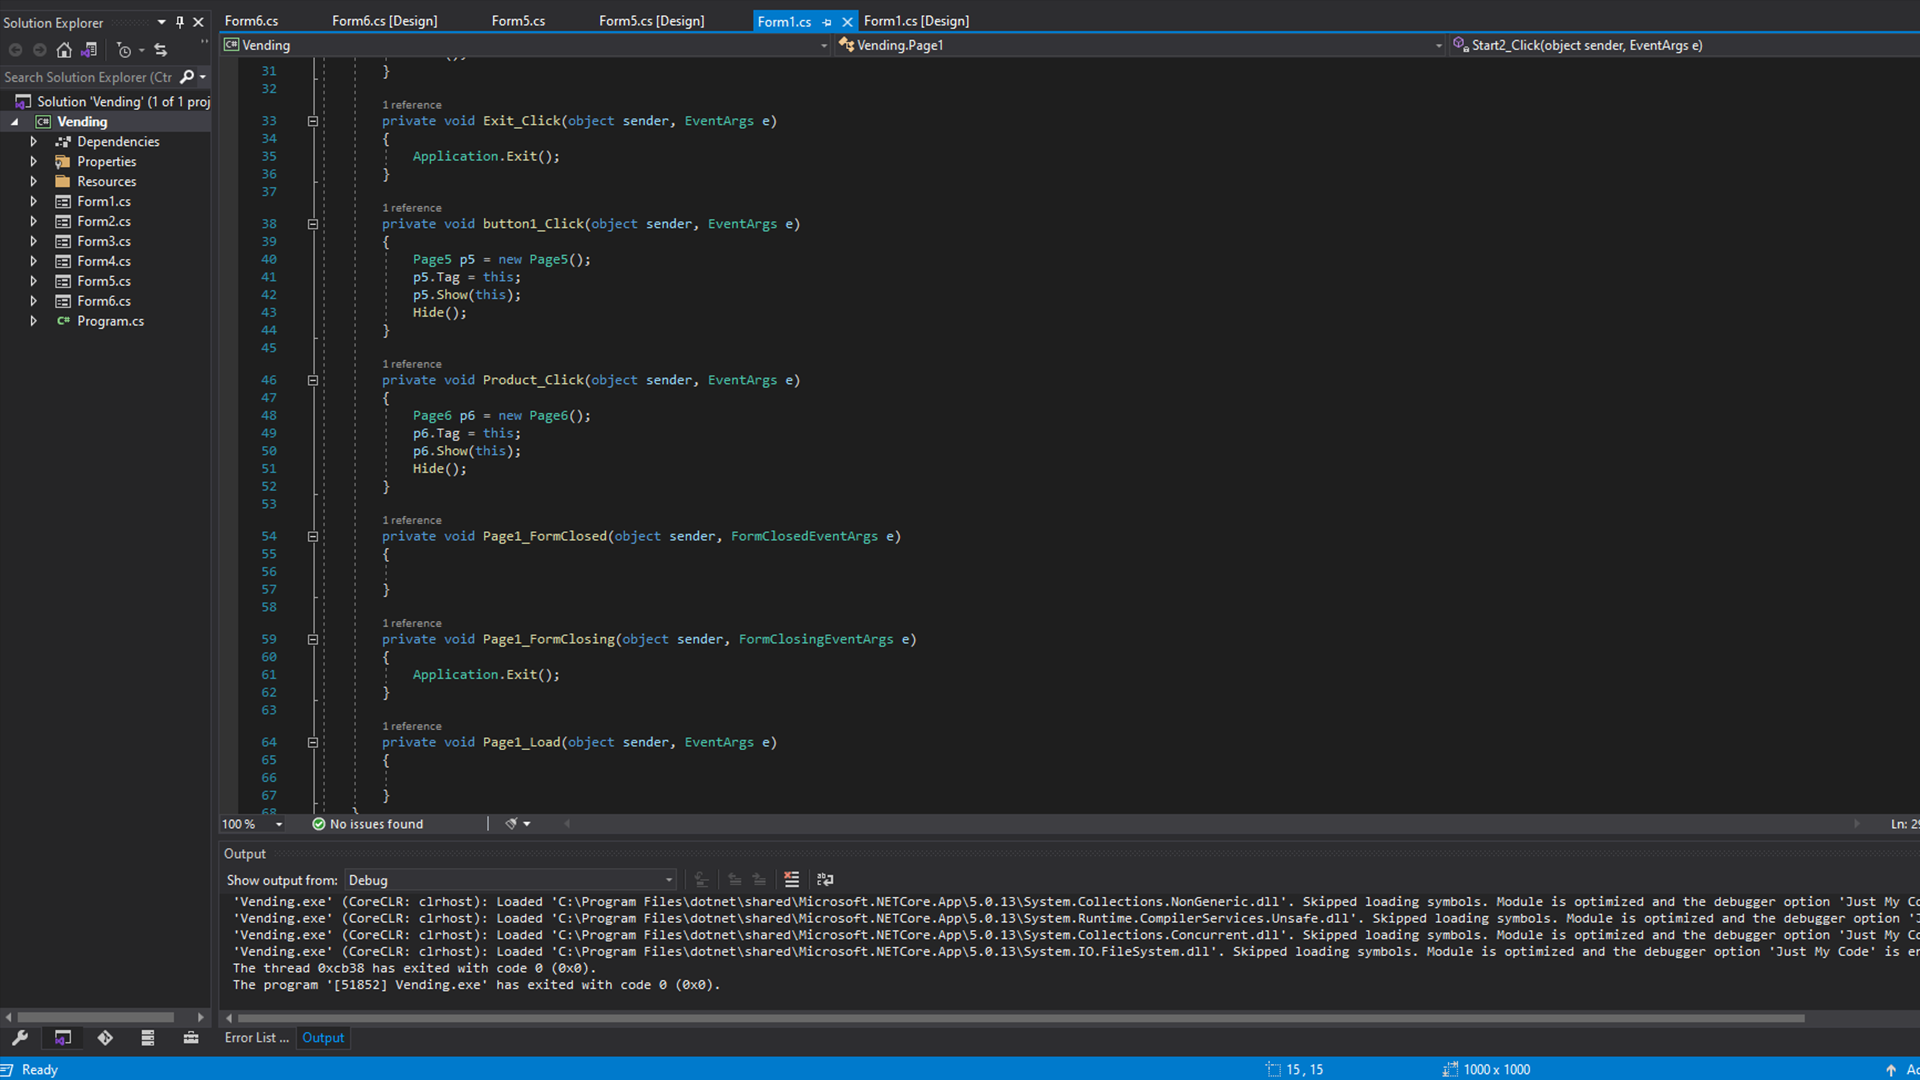 Solution Explorer
Form6.cs
Form6.cs [Design]
Form5.cs
Form5.cs [Design]
Form1.cs
Form1.cs [Design]
C# Vending
Vending.Page1
Start2_Click(object sender, EventArgs e)
Search Solution Explorer (Ctr
Solution 'Vending' (1 of 1 proj
C# Vending
Dependencies
Properties
Resources
Form1.cs
Form2.cs
Form3.cs
Form4.cs
Form5.cs
Form6.cs
C# Program.cs
31 }
32
1 reference
33 private void Exit_Click(object sender, EventArgs e)
34 {
35 Application.Exit();
36 }
37
1 reference
38 private void button1_Click(object sender, EventArgs e)
39 {
40 Page5 p5 = new Page5();
41 p5.Tag = this;
42 p5.Show(this);
43 Hide();
44 }
45
1 reference
46 private void Product_Click(object sender, EventArgs e)
47 {
48 Page6 p6 = new Page6();
49 p6.Tag = this;
50 p6.Show(this);
51 Hide();
52 }
53
1 reference
54 private void Page1_FormClosed(object sender, FormClosedEventArgs e)
55 {
56
57 }
58
1 reference
59 private void Page1_FormClosing(object sender, FormClosingEventArgs e)
60 {
61 Application.Exit();
62 }
63
1 reference
64 private void Page1_Load(object sender, EventArgs e)
65 {
66
67 }
68
100 %
No issues found
Ln: 29
Output
Show output from: Debug
'Vending.exe' (CoreCLR: clrhost): Loaded 'C:\Program Files\dotnet\shared\Microsoft.NETCore.App\5.0.13\System.Collections.NonGeneric.dll'. Skipped loading symbols. Module is optimized and the debugger option 'Just My Co
'Vending.exe' (CoreCLR: clrhost): Loaded 'C:\Program Files\dotnet\shared\Microsoft.NETCore.App\5.0.13\System.Runtime.CompilerServices.Unsafe.dll'. Skipped loading symbols. Module is optimized and the debugger option 'J
'Vending.exe' (CoreCLR: clrhost): Loaded 'C:\Program Files\dotnet\shared\Microsoft.NETCore.App\5.0.13\System.Collections.Concurrent.dll'. Skipped loading symbols. Module is optimized and the debugger option 'Just My Co
'Vending.exe' (CoreCLR: clrhost): Loaded 'C:\Program Files\dotnet\shared\Microsoft.NETCore.App\5.0.13\System.IO.FileSystem.dll'. Skipped loading symbols. Module is optimized and the debugger option 'Just My Code' is en
The thread 0xcb38 has exited with code 0 (0x0).
The program '[51852] Vending.exe' has exited with code 0 (0x0).
Error List ...
Output
Ready
15 , 15
1000 x 1000